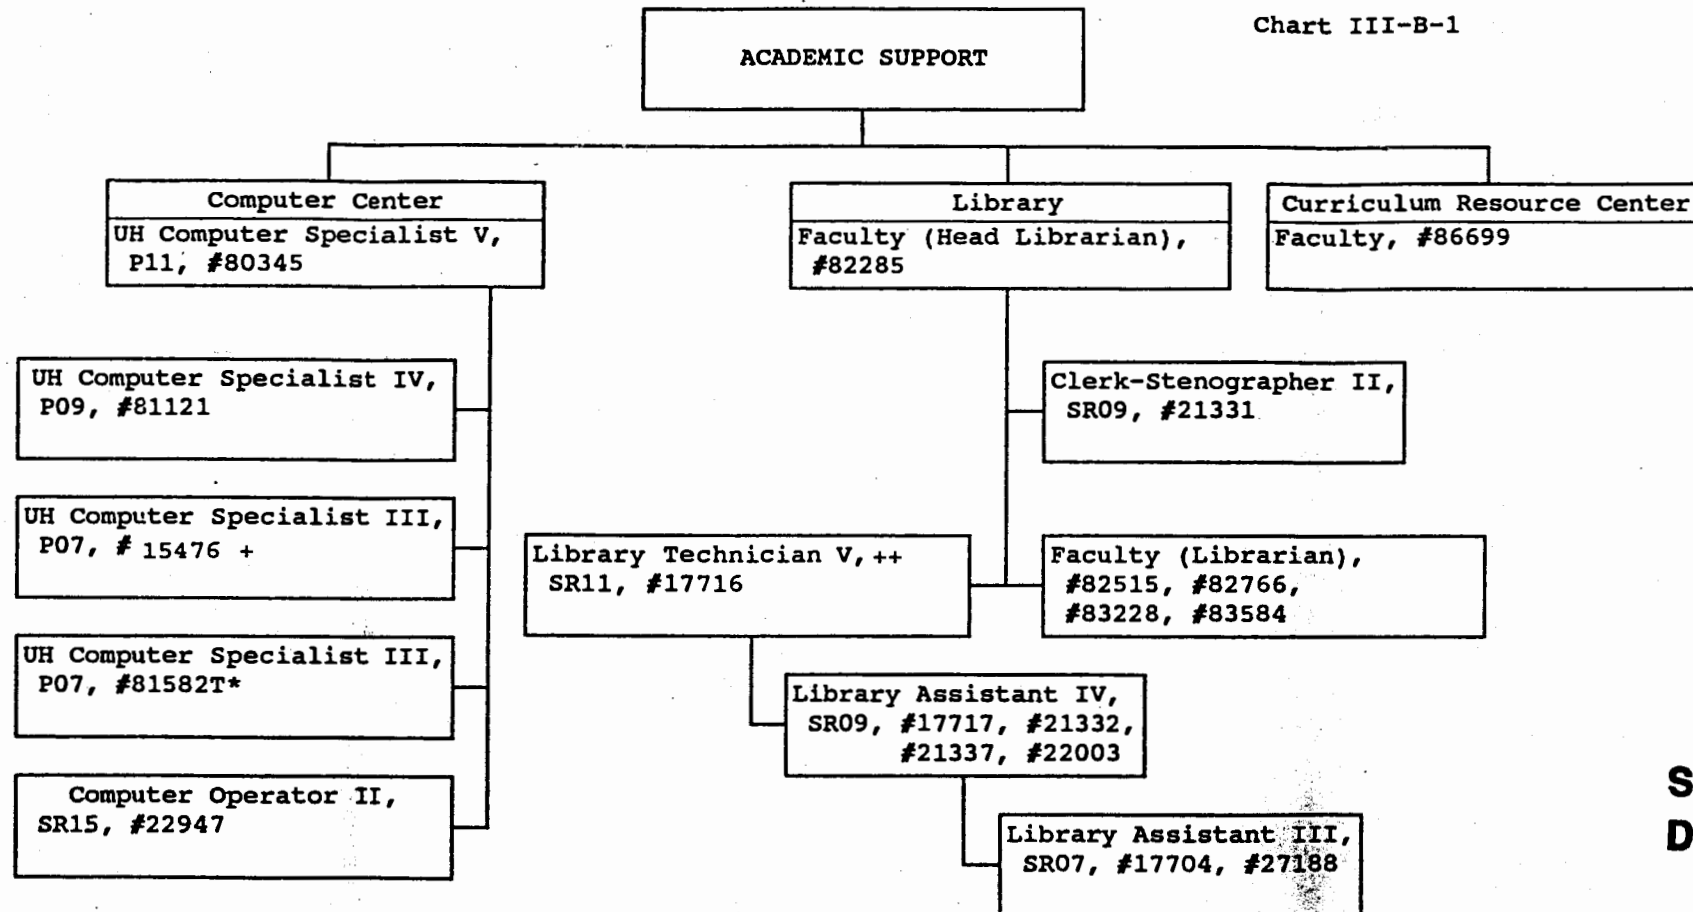 Chart III-B-1
ACADEMIC SUPPORT
Computer Center
UH Computer Specialist V,
P11, #80345
Library
Faculty (Head Librarian),
#82285
Curriculum Resource Center
Faculty, #86699
UH Computer Specialist IV,
P09, #81121
UH Computer Specialist III,
P07, # 15476 +
UH Computer Specialist III,
P07, #81582T*
Computer Operator II,
SR15, #22947
Clerk-Stenographer II,
SR09, #21331
Library Technician V, ++
SR11, #17716
Faculty (Librarian),
#82515, #82766,
#83228, #83584
Library Assistant IV,
SR09, #17717, #21332,
#21337, #22003
Library Assistant III,
SR07, #17704, #27188
S
D